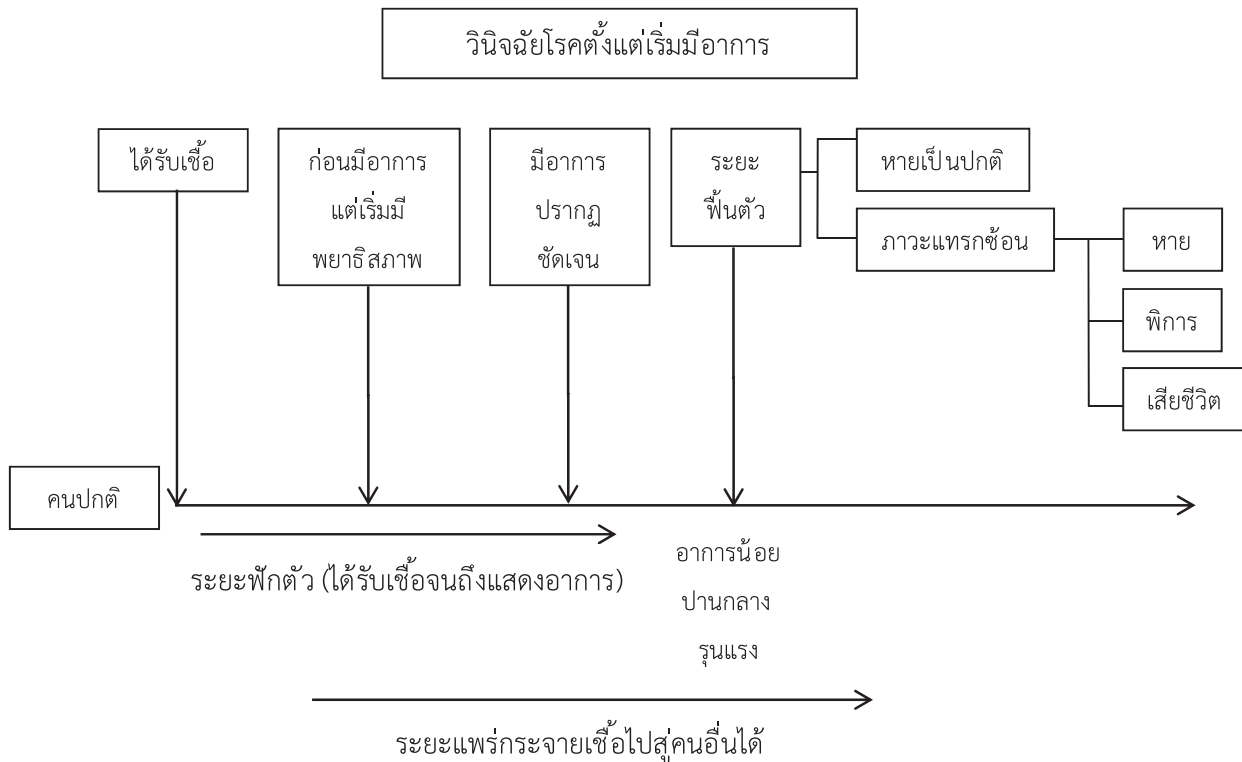 วินิจฉัยโรคตั้งแต่เริ่มมีอาการ
ได้รับเชื้อ
ก่อนมีอาการ
แต่เริ่มมี
พยาธิสภาพ
มีอาการ
ปรากฏ
ชัดเจน
ระยะ
ฟื้นตัว
หายเป็นปกติ
ภาวะแทรกซ้อน
หาย
พิการ
เสียชีวิต
คนปกติ
ระยะฟักตัว (ได้รับเชื้อจนถึงแสดงอาการ)
อาการน้อย
ปานกลาง
รุนแรง
ระยะแพร่กระจายเชื้อไปสู่คนอื่นได้